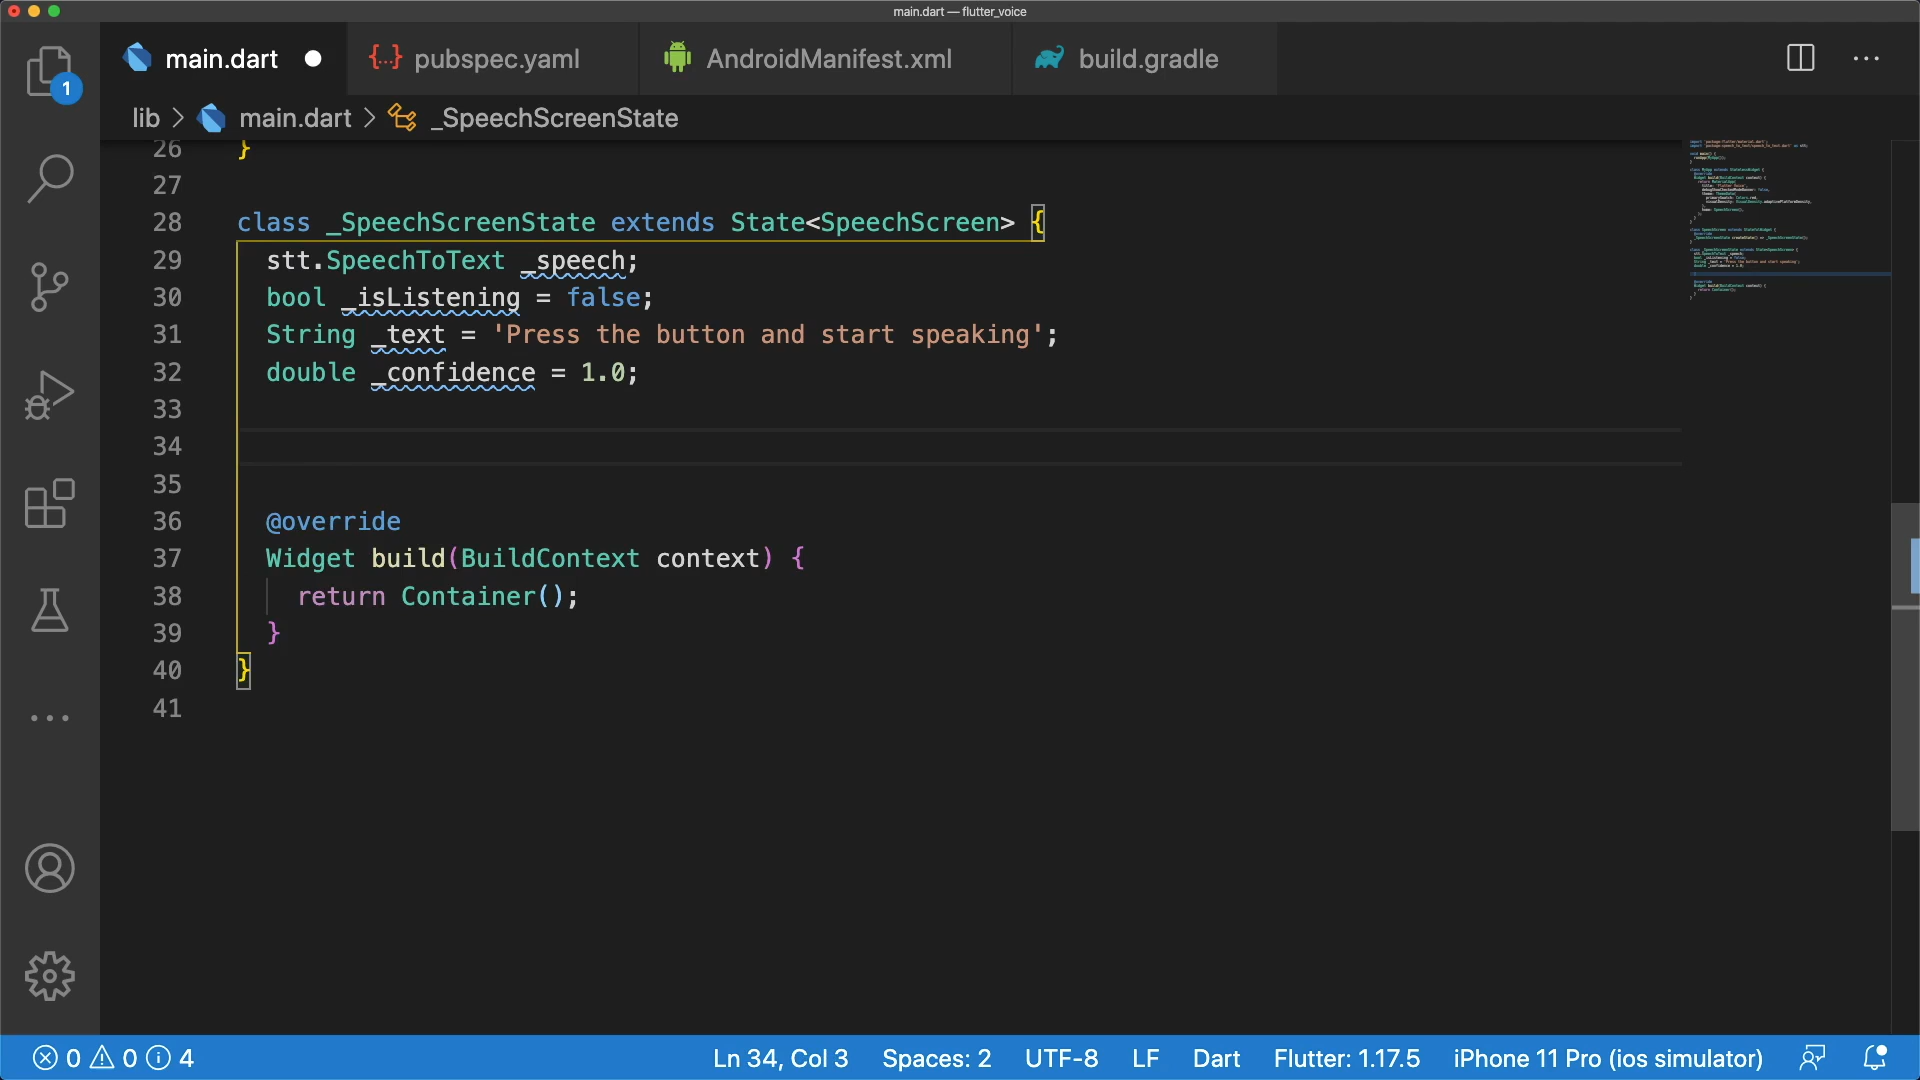 main.dart — flutter_voice
main.dart
{...} pubspec.yaml
AndroidManifest.xml
build.gradle
1
lib > main.dart > _SpeechScreenState
26 }
27
28 class _SpeechScreenState extends State<SpeechScreen> {
29 stt.SpeechToText _speech;
30 bool _isListening = false;
31 String _text = 'Press the button and start speaking';
32 double _confidence = 1.0;
33
34
35
36 @override
37 Widget build(BuildContext context) {
38 return Container();
39 }
40 }
41
0 0 4
Ln 34, Col 3
Spaces: 2
UTF-8
LF
Dart
Flutter: 1.17.5
iPhone 11 Pro (ios simulator)